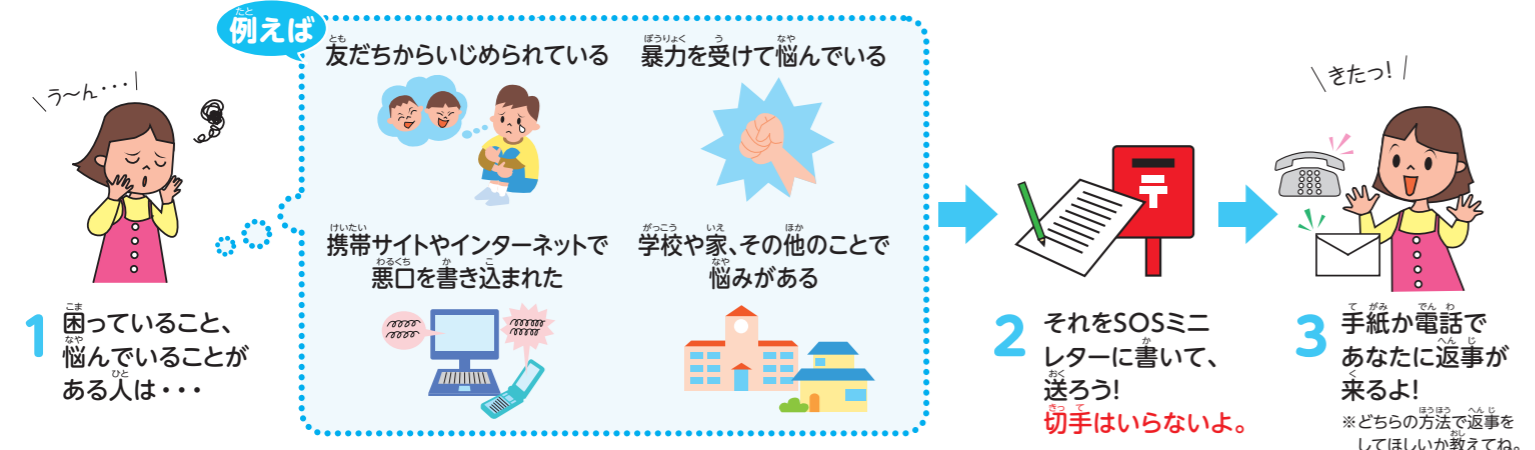 う~ん・・・
1
困っていること、
悩んでいることが
ある人は・・・
例えば
友だちからいじめられている
暴力を受けて悩んでいる
携帯サイトやインターネットで
悪口を書き込まれた
学校や家、その他のことで
悩みがある
2
それをSOSミニ
レターに書いて、
送ろう!
切手はいらないよ。
きたっ!
3
手紙か電話で
あなたに返事が
来るよ!
※どちらの方法で返事を
してほしいか教えてね。